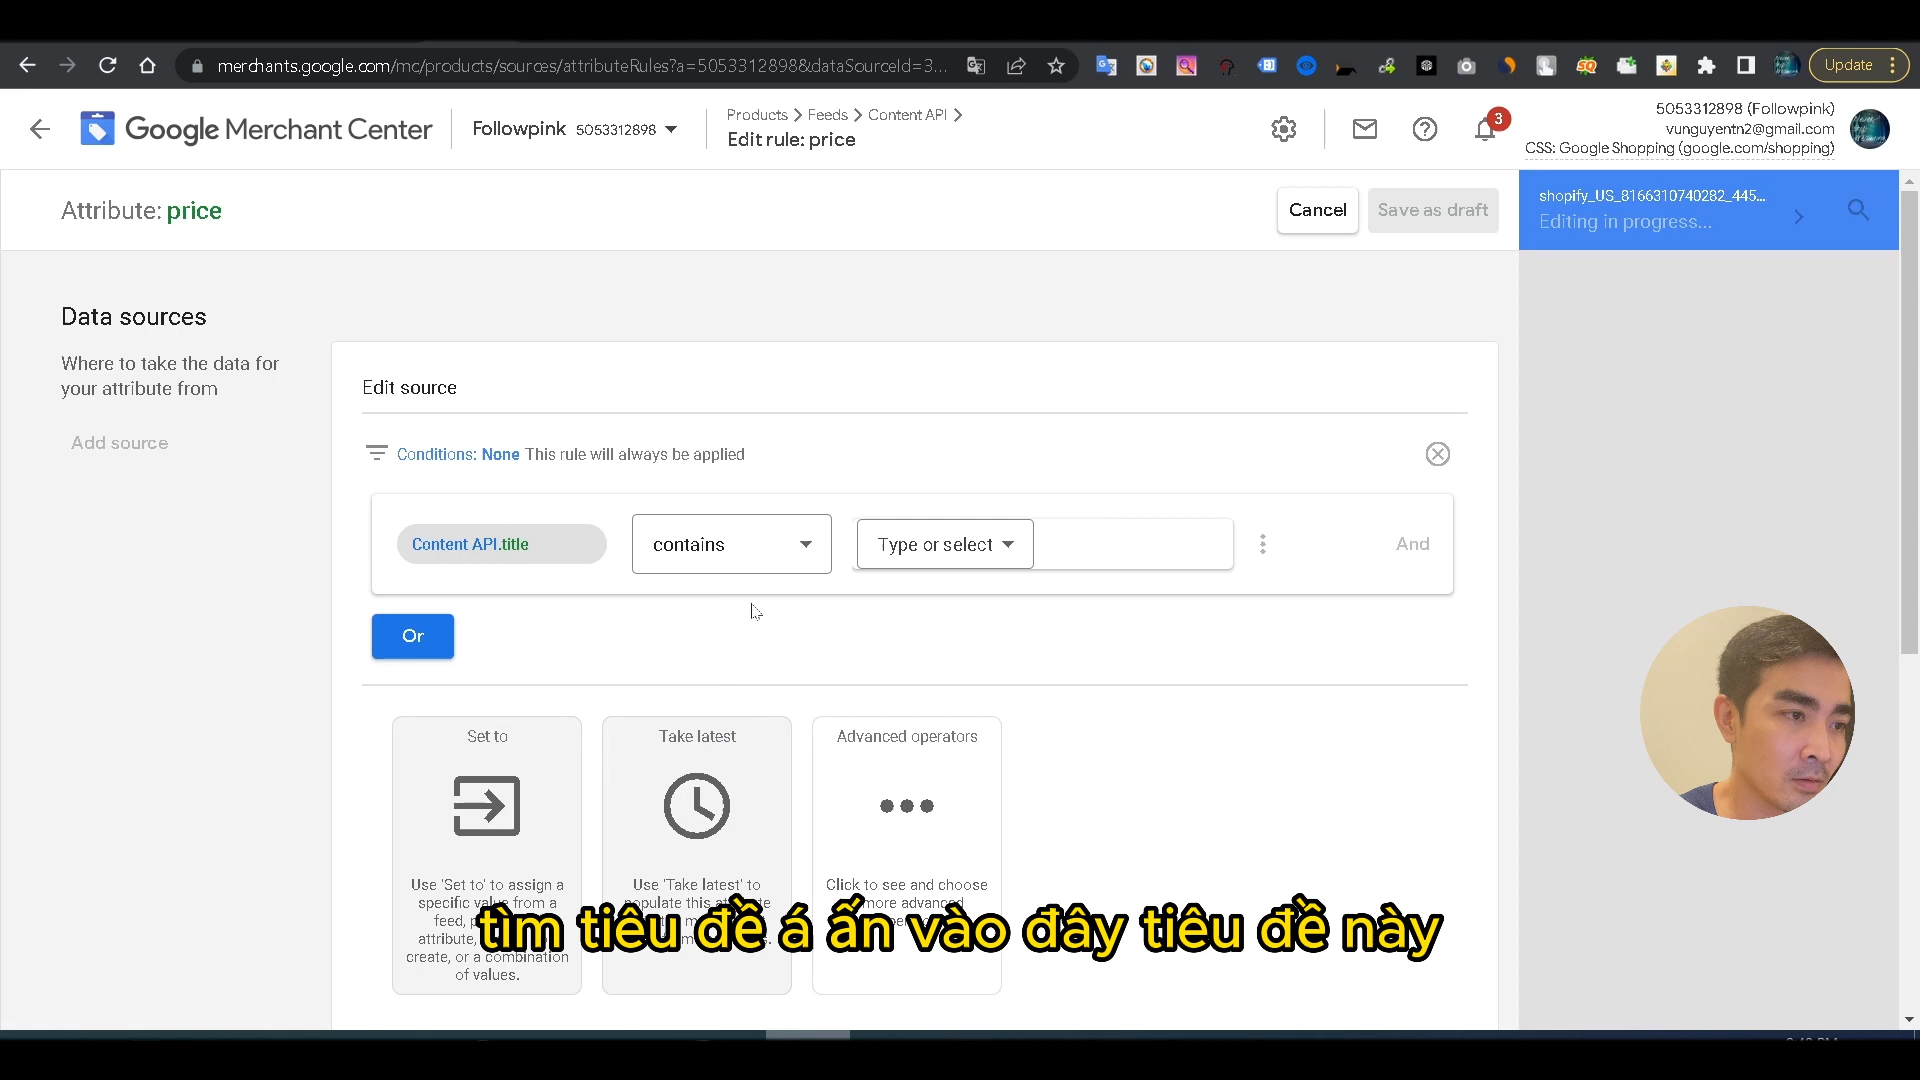 merchants.google.com/mc/products/sources/attributeRules?a=5053312898&dataSourceId=3...
Update
Google Merchant Center
Followpink 5053312898
Products > Feeds > Content API >
Edit rule: price
3
5053312898 (Followpink)
vunguyentn2@gmail.com
CSS: Google Shopping (google.com/shopping)
Attribute: price
Cancel
Save as draft
shopify_US_8166310740282_445...
Editing in progress...
Data sources
Where to take the data for
your attribute from
Add source
Edit source
Conditions: None This rule will always be applied
Content API.title
contains
Type or select
And
Or
Set to
Take latest
Advanced operators
Use 'Set to' to assign a
specific value from a
feed, p
attribute,
create, or a combination
of values.
Use 'Take latest' to
populate this
Click to see and choose
more advanced
tìm tiêu đề á ấn vào đây tiêu đề này